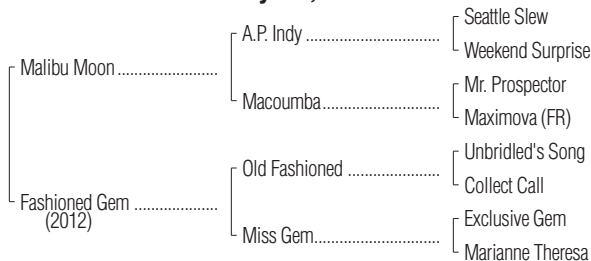 Seattle Slew
A.P. Indy
Weekend Surprise
Malibu Moon
Mr. Prospector
Macoumba
Maximova (FR)
Unbridled's Song
Old Fashioned
Collect Call
Fashioned Gem
(2012)
Exclusive Gem
Miss Gem
Marianne Theresa